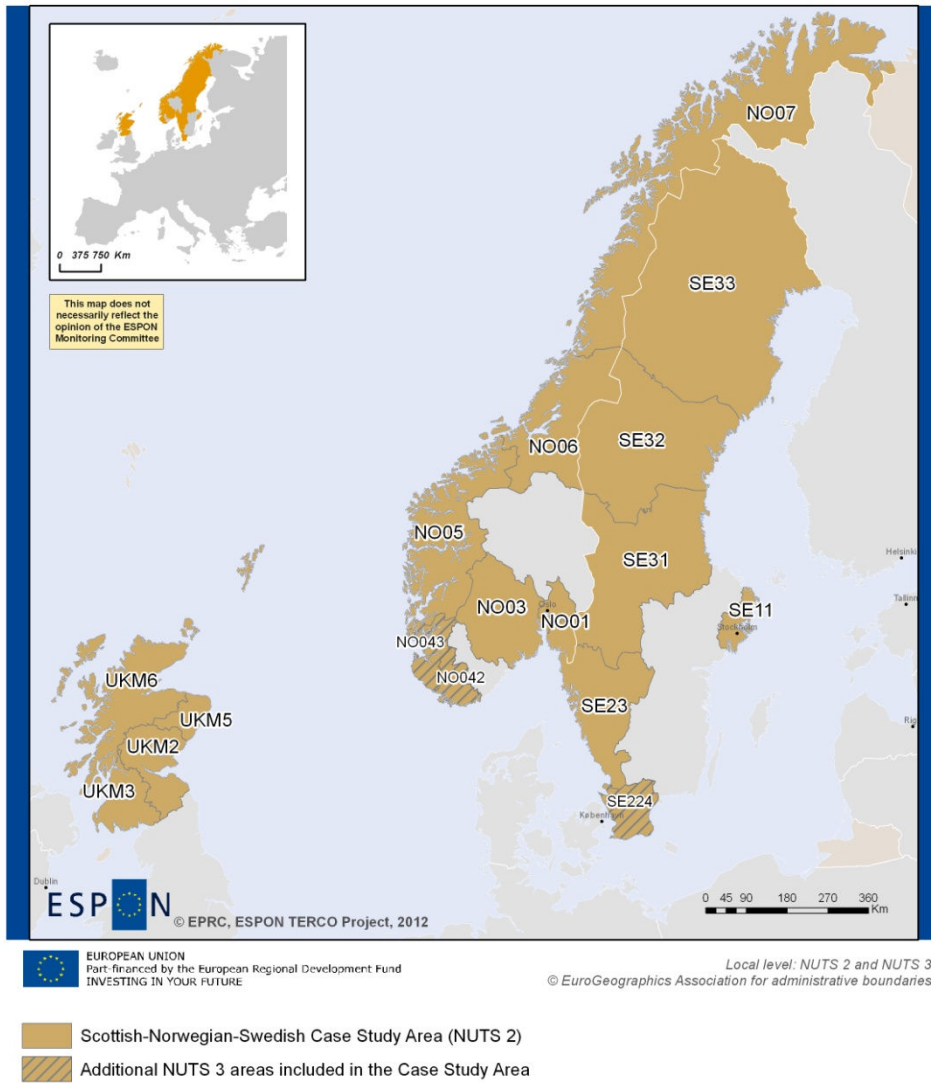 0 375 750 Km
This map does not
necessarily reflect the
opinion of the ESPON
Monitoring Committee
NO07
SE33
SE32
NO06
NO05
SE31
Helsinki
NO03
Oslo
NO01
Tallinn
SE11
Stockholm
NO043
NO042
UKM6
UKM5
SE23
UKM2
UKM3
SE224
København
Dublin
0 45 90 180 270 360
Km
ESPON
© EPRC, ESPON TERCO Project, 2012
EUROPEAN UNION
Part-financed by the European Regional Development Fund
INVESTING IN YOUR FUTURE
Local level: NUTS 2 and NUTS 3
© EuroGeographics Association for administrative boundaries
Scottish-Norwegian-Swedish Case Study Area (NUTS 2)
Additional NUTS 3 areas included in the Case Study Area